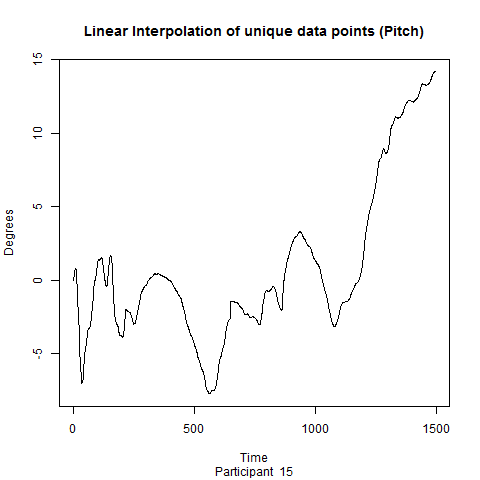 Linear Interpolation of unique data points (Pitch)
Degrees
15
10
5
0
-5
0 500 1000 1500
Time
Participant 15